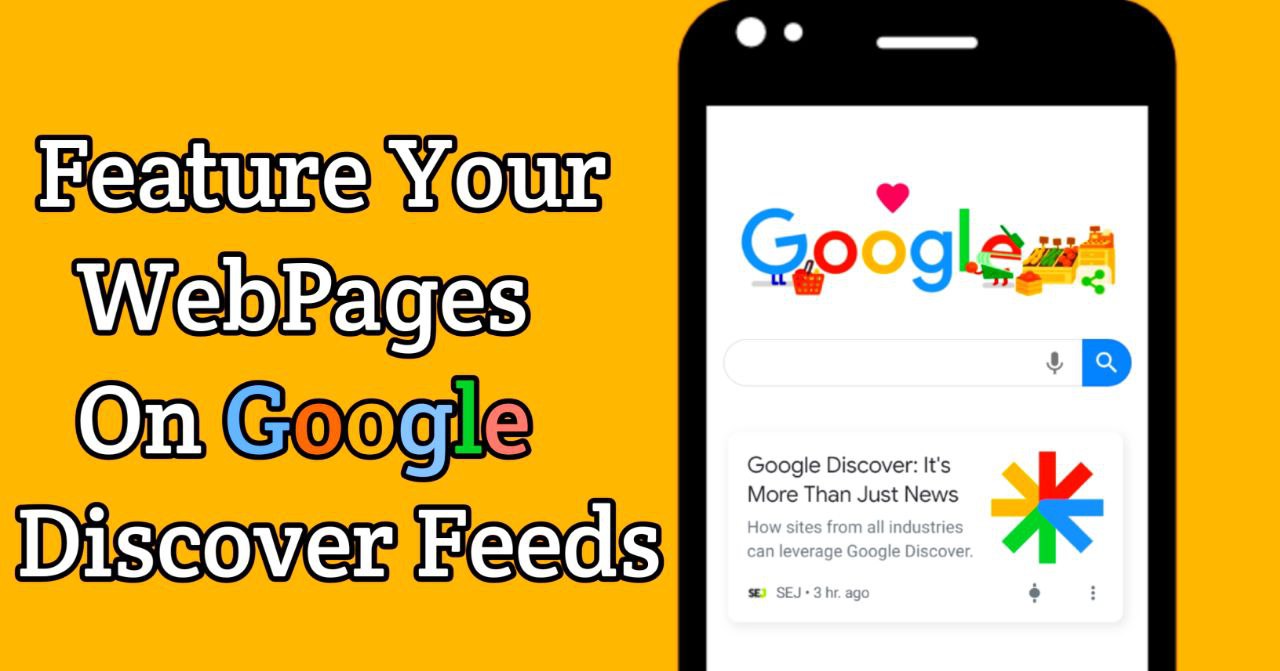 Feature Your
WebPages
On Google
Discover Feeds
Google
Google Discover: It's
More Than Just News
How sites from all industries
can leverage Google Discover.
SEJ SEJ • 3 hr. ago